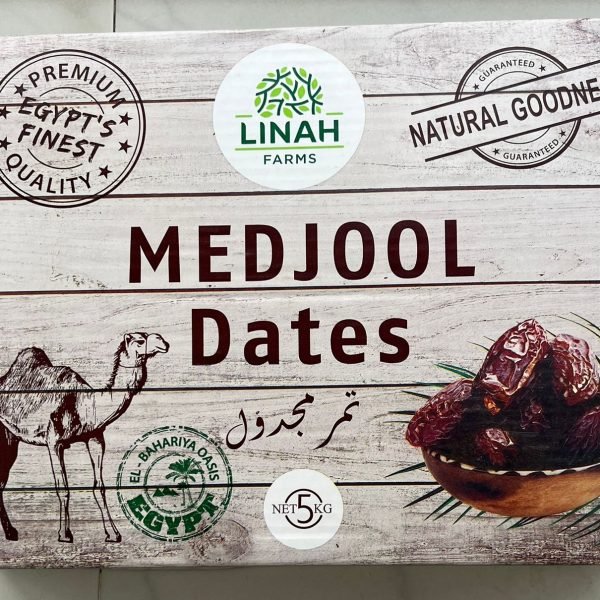 PREMIUM
EGYPT'S
FINEST
QUALITY
LINAH
FARMS
GUARANTEED
NATURAL GOODNE
GUARANTEED
MEDJOOL
Dates
تمر مجدؤل
EL-BAHARIYA OASIS
EGYPT
NET 5 KG